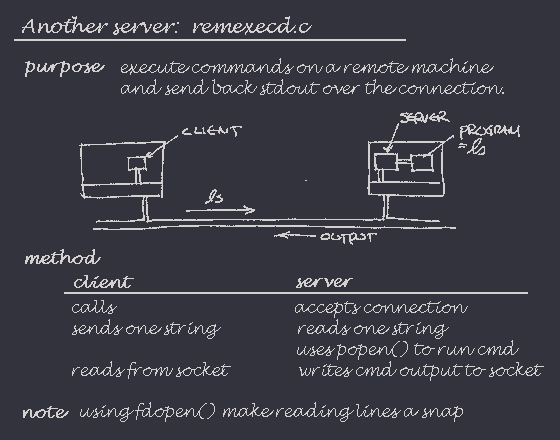 Another server: remexecd.c
purpose execute commands on a remote machine
and send back stdout over the connection.
CLIENT
SERVER
PROGRAM
= ls
ls
OUTPUT
method
client server
calls accepts connection
sends one string reads one string
uses popen() to run cmd
reads from socket writes cmd output to socket
note using fdopen() make reading lines a snap